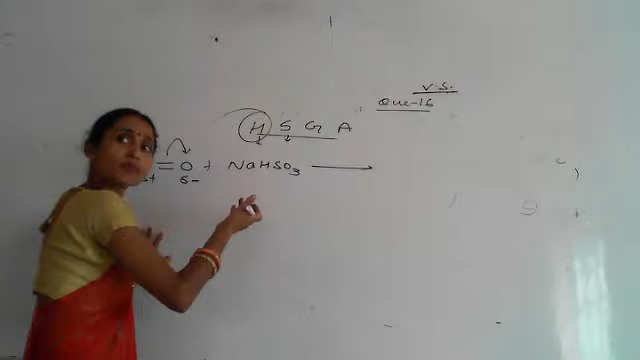 V.S.
Que-16
H S G A
=O + NaHSO3 ⟶
δ+ δ-